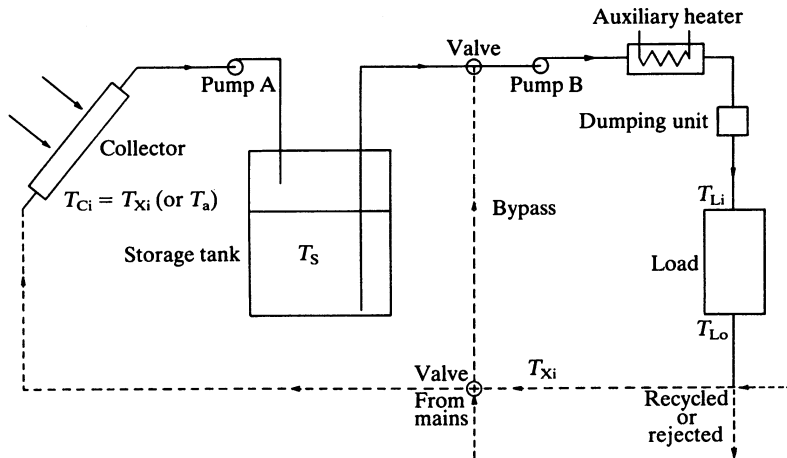 Auxiliary heater
Valve
Pump A
Pump B
Dumping unit
Collector
T_Ci = T_Xi (or T_a)
T_Li
Bypass
Storage tank
T_S
Load
T_Lo
Valve
T_Xi
From
mains
Recycled
or
rejected